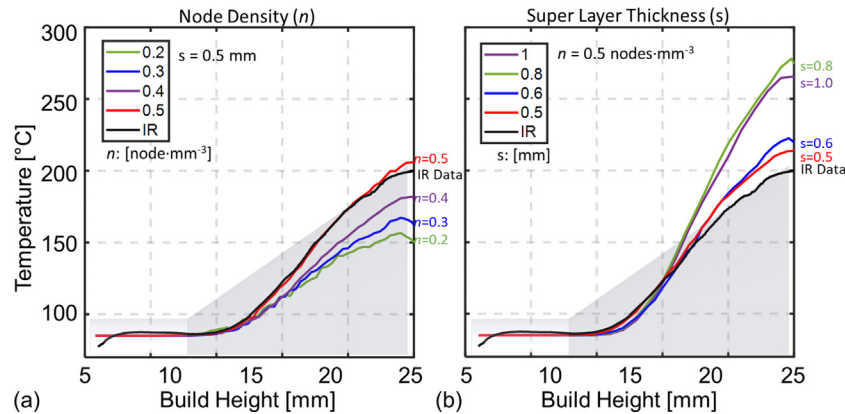 Node Density (n)
300
250
200
150
100
Temperature [°C]
0.2
0.3
0.4
0.5
IR
s = 0.5 mm
n: [node·mm⁻³]
n=0.5
IR Data
n=0.4
n=0.3
n=0.2
5 10 15 20 25
(a) Build Height [mm]
Super Layer Thickness (s)
1
0.8
0.6
0.5
IR
n = 0.5 nodes·mm⁻³
s: [mm]
s=0.8
s=1.0
s=0.6
s=0.5
IR Data
5 10 15 20 25
(b) Build Height [mm]